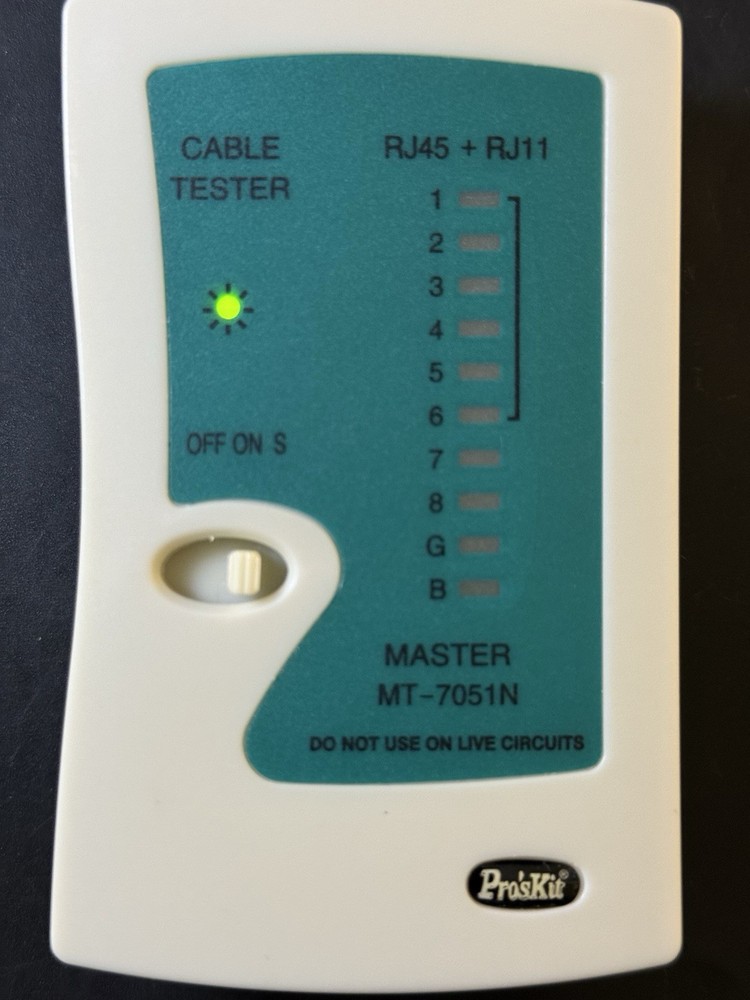 CABLE
TESTER
OFF ON S
RJ45 + RJ11
1
2
3
4
5
6
7
8
G
B
MASTER
MT-7051N
DO NOT USE ON LIVE CIRCUITS
Pro'sKit®